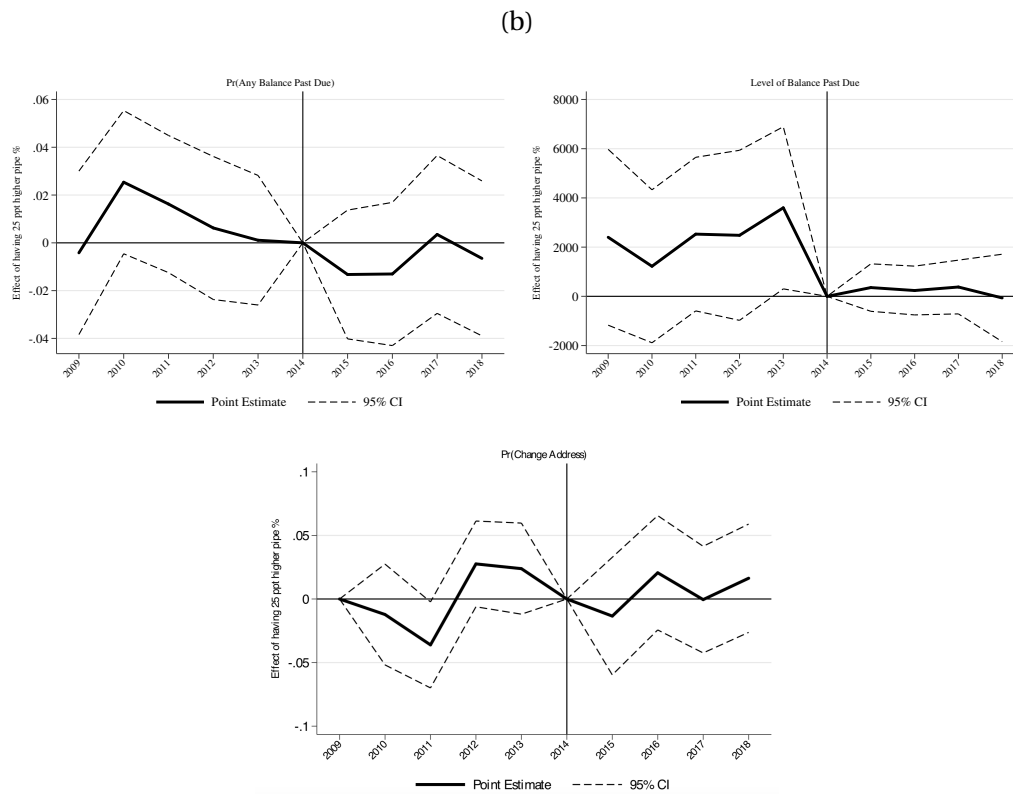 (b)
Pr(Any Balance Past Due)
Effect of having 25 ppt higher pipe %
.06
.04
.02
0
-.02
-.04
2009 2010 2011 2012 2013 2014 2015 2016 2017 2018
Point Estimate 95% CI
Level of Balance Past Due
Effect of having 25 ppt higher pipe %
8000
6000
4000
2000
0
-2000
2009 2010 2011 2012 2013 2014 2015 2016 2017 2018
Point Estimate 95% CI
Pr(Change Address)
Effect of having 25 ppt higher pipe %
.1
.05
0
-.05
-.1
2009 2010 2011 2012 2013 2014 2015 2016 2017 2018
Point Estimate 95% CI